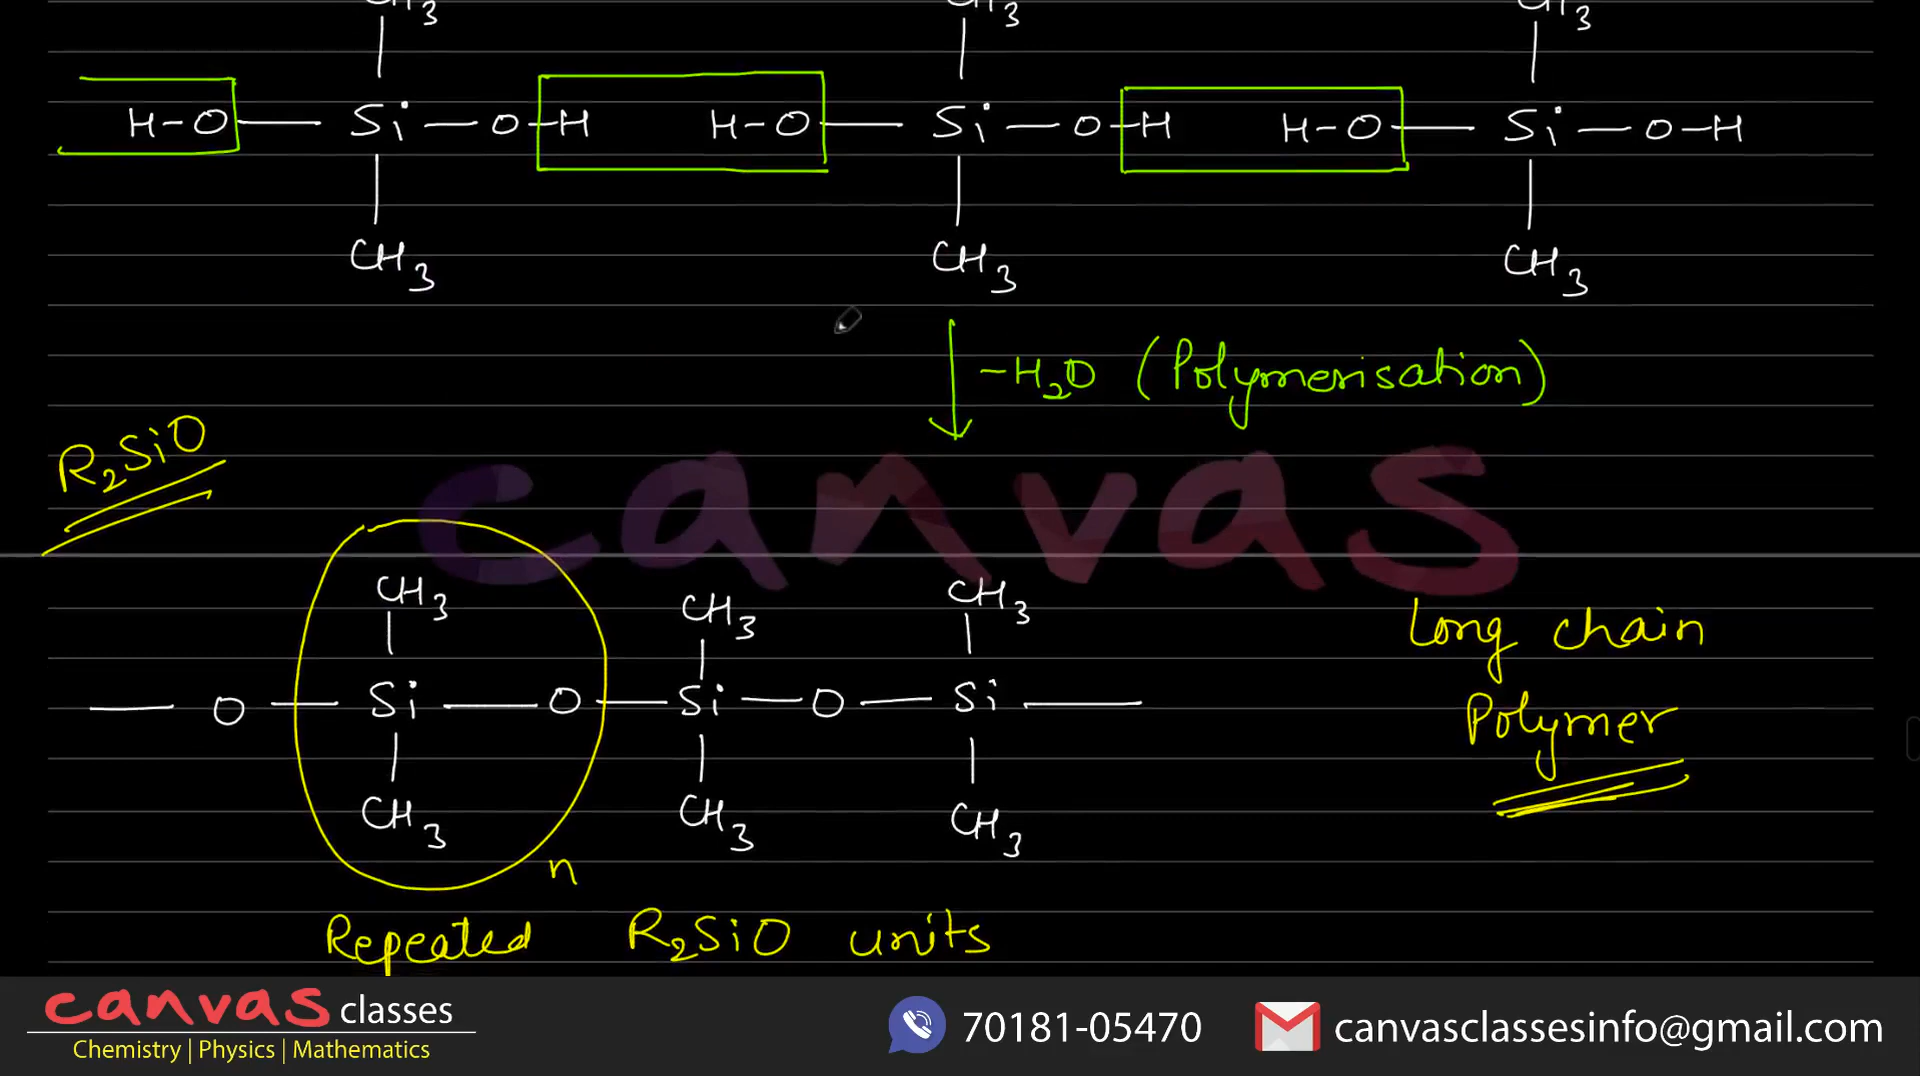 CH3 CH3 CH3
H-O — Si — O-H H-O — Si — O-H H-O — Si — O-H
CH3 CH3 CH3
-H2O (Polymerisation)
R2SiO
canvas
CH3 CH3 CH3
— O — Si — O — Si — O — Si —
CH3 CH3 CH3
n
Long chain
Polymer
Repeated R2SiO units
canvas classes
Chemistry | Physics | Mathematics
70181-05470
canvasclassesinfo@gmail.com